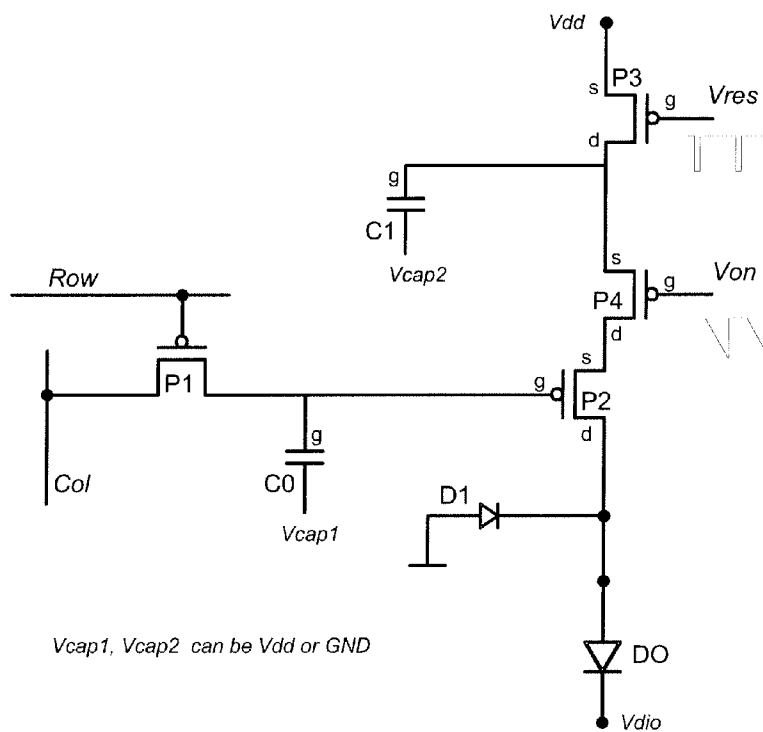 Vdd
P3
s
g
Vres
d
g
C1
Vcap2
s
g
Von
P4
d
Row
P1
s
g
P2
d
g
C0
Vcap1
Col
D1
Vcap1, Vcap2 can be Vdd or GND
DO
Vdio